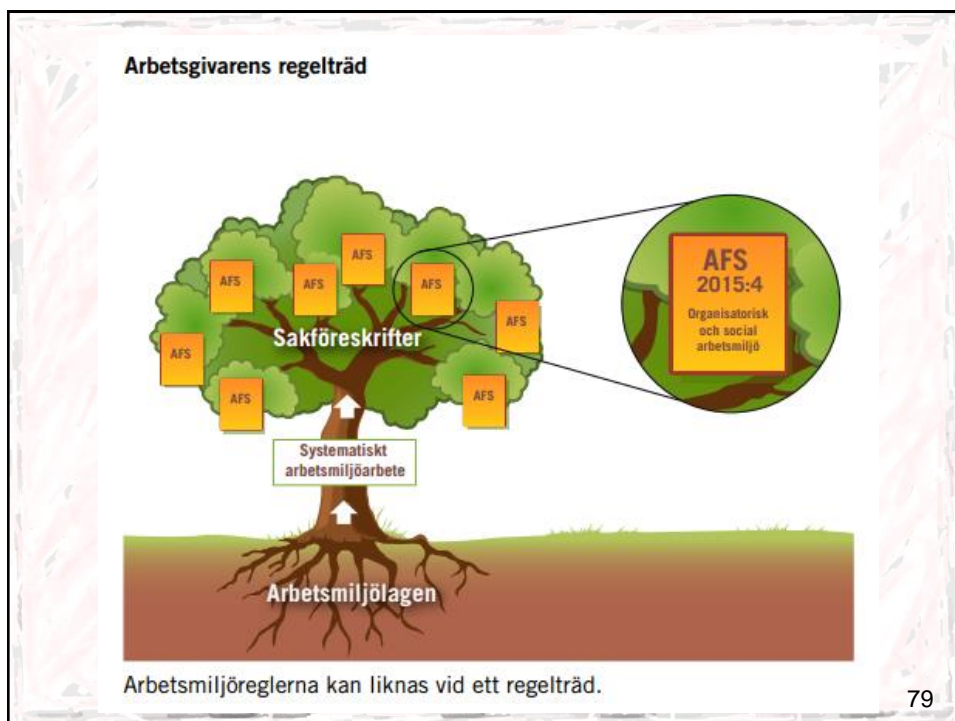 Arbetsgivarens regelträd
AFS
AFS
AFS
AFS
AFS
AFS
AFS
AFS
AFS
Sakföreskrifter
AFS
2015:4
Organisatorisk
och social
arbetsmiljö
Systematiskt
arbetsmiljöarbete
Arbetsmiljölagen
Arbetsmiljöreglerna kan liknas vid ett regelträd.
79